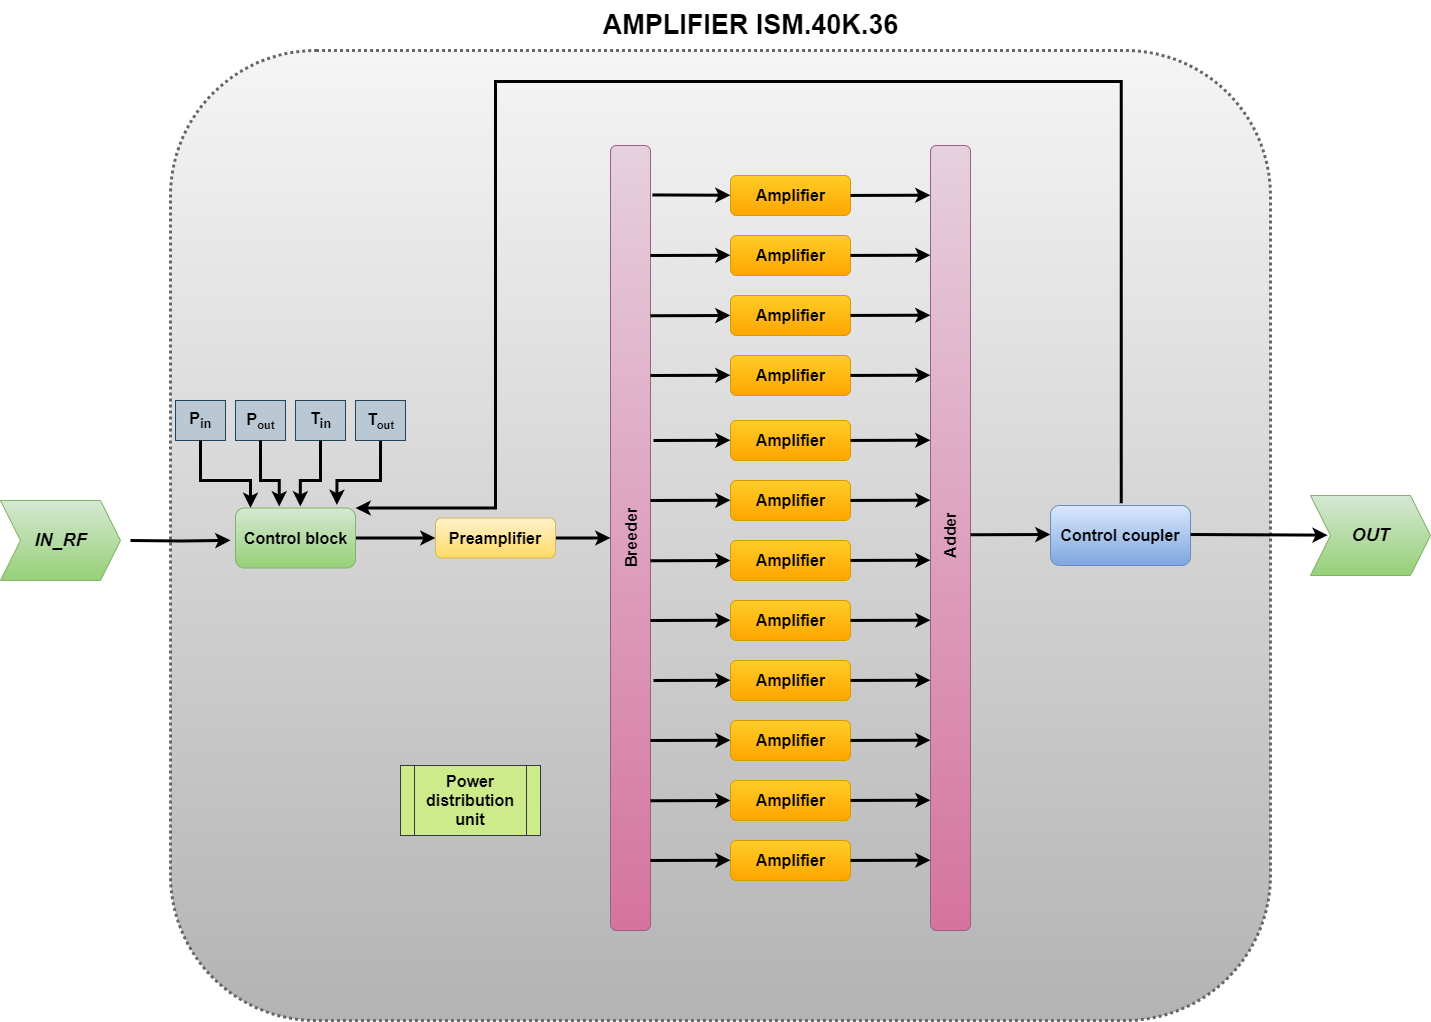 AMPLIFIER ISM.40K.36
Amplifier
Amplifier
Amplifier
Amplifier
Pin
Pout
Tin
Tout
Amplifier
Amplifier
IN_RF
Control block
Preamplifier
Breeder
Adder
Control coupler
OUT
Amplifier
Amplifier
Amplifier
Amplifier
Power
distribution
unit
Amplifier
Amplifier